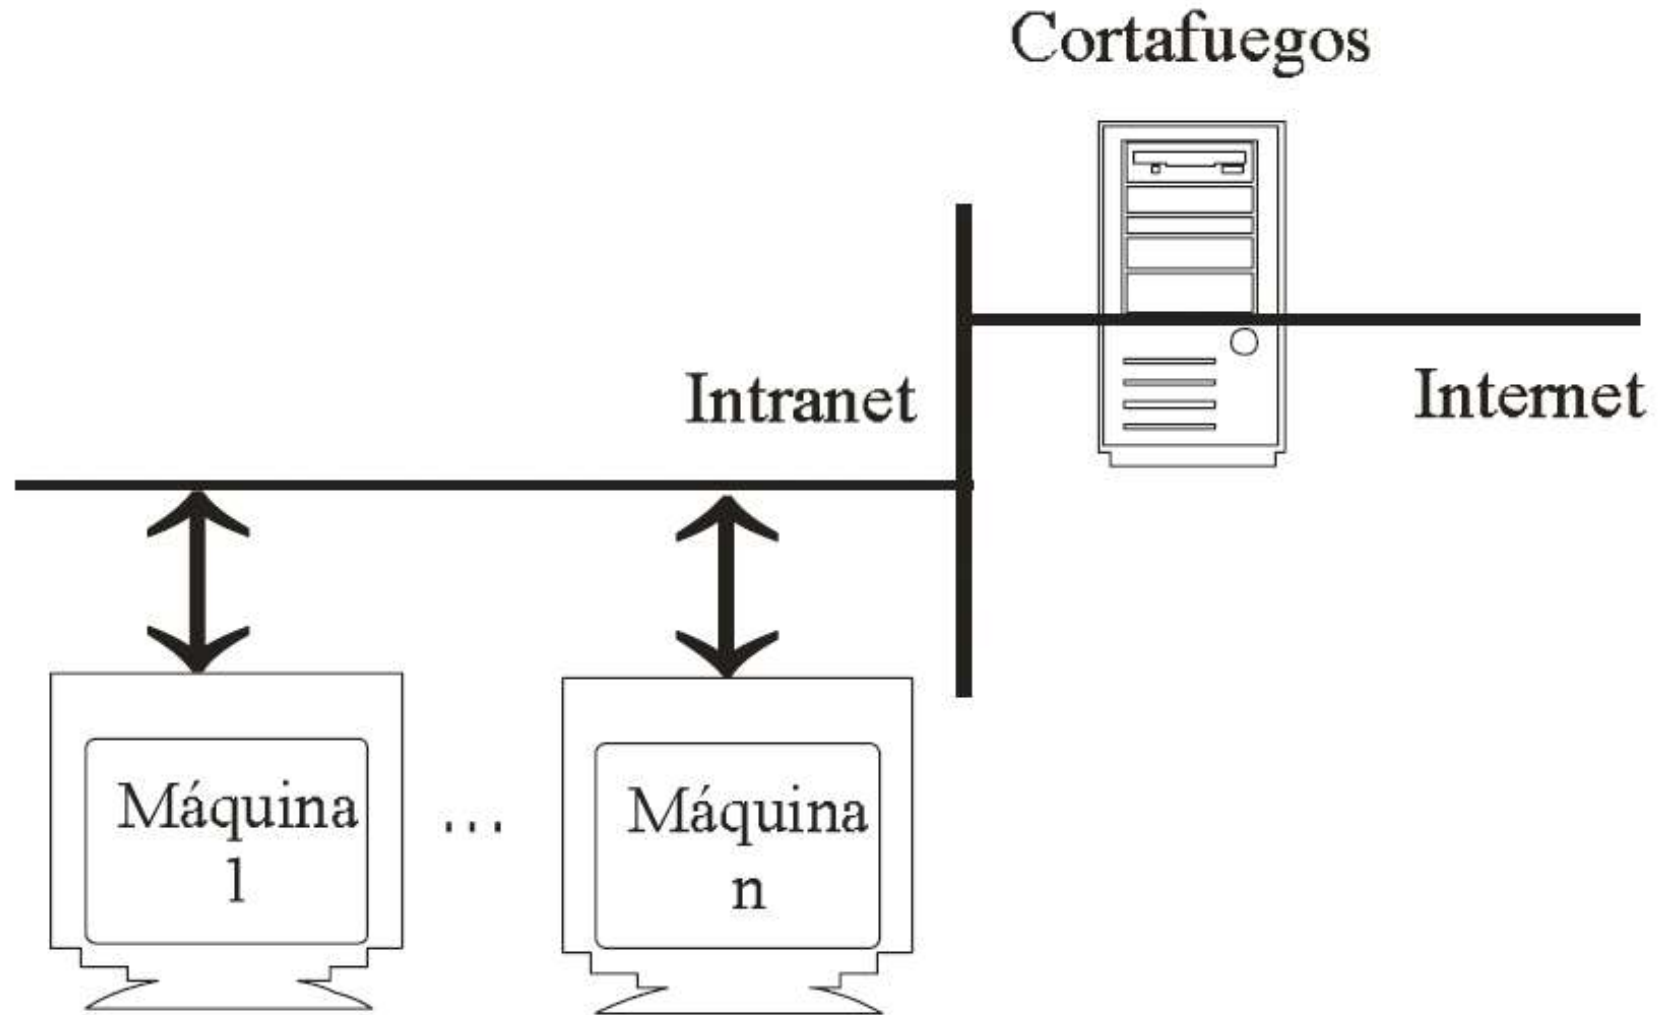 Cortafuegos
Intranet
Internet
Máquina
1
...
Máquina
n